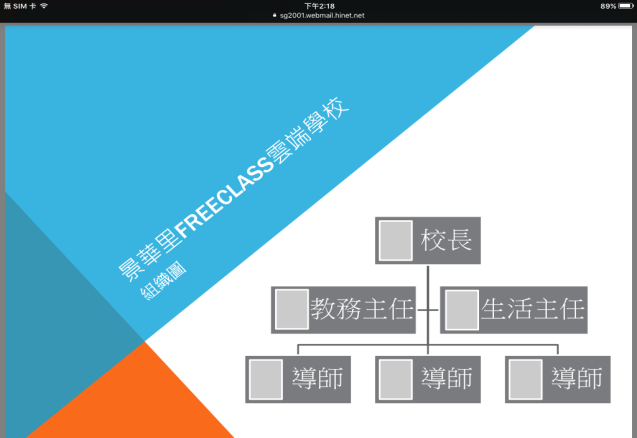 無 SIM 卡
下午2:18
89%
sg2001.webmail.hinet.net
景華里FREECLASS雲端學校
組織圖
校長
教務主任
生活主任
導師
導師
導師